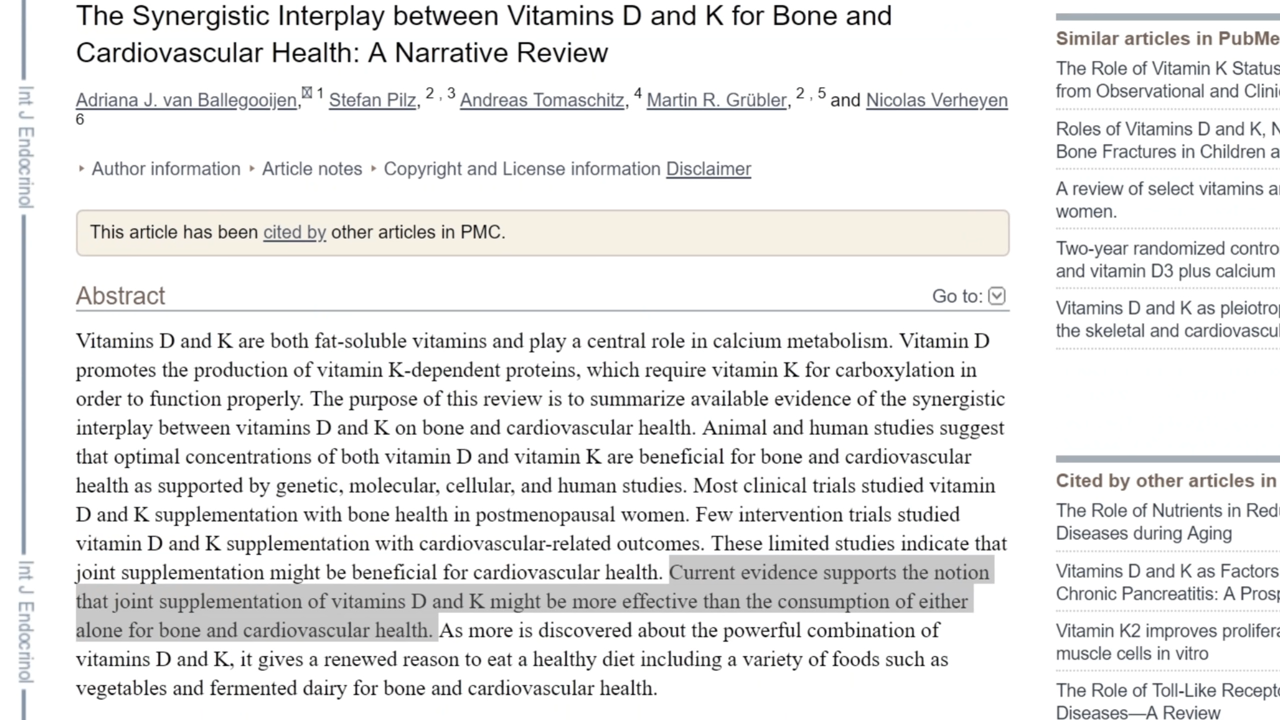 The Synergistic Interplay between Vitamins D and K for Bone and
Cardiovascular Health: A Narrative Review
Adriana J. van Ballegooijen, 1 Stefan Pilz, 2 , 3 Andreas Tomaschitz, 4 Martin R. Grübler, 2 , 5 and Nicolas Verheyen
6
Author information Article notes Copyright and License information Disclaimer
This article has been cited by other articles in PMC.
Abstract
Go to:
Vitamins D and K are both fat-soluble vitamins and play a central role in calcium metabolism. Vitamin D
promotes the production of vitamin K-dependent proteins, which require vitamin K for carboxylation in
order to function properly. The purpose of this review is to summarize available evidence of the synergistic
interplay between vitamins D and K on bone and cardiovascular health. Animal and human studies suggest
that optimal concentrations of both vitamin D and vitamin K are beneficial for bone and cardiovascular
health as supported by genetic, molecular, cellular, and human studies. Most clinical trials studied vitamin
D and K supplementation with bone health in postmenopausal women. Few intervention trials studied
vitamin D and K supplementation with cardiovascular-related outcomes. These limited studies indicate that
joint supplementation might be beneficial for cardiovascular health. Current evidence supports the notion
that joint supplementation of vitamins D and K might be more effective than the consumption of either
alone for bone and cardiovascular health. As more is discovered about the powerful combination of
vitamins D and K, it gives a renewed reason to eat a healthy diet including a variety of foods such as
vegetables and fermented dairy for bone and cardiovascular health.
Int J Endocrinol
Int J Endocrinol
Similar articles in PubMe
The Role of Vitamin K Status
from Observational and Clini
Roles of Vitamins D and K, N
Bone Fractures in Children a
A review of select vitamins a
women.
Two-year randomized contro
and vitamin D3 plus calcium
Vitamins D and K as pleiotro
the skeletal and cardiovascul
Cited by other articles in
The Role of Nutrients in Redu
Diseases during Aging
Vitamins D and K as Factors
Chronic Pancreatitis: A Prosp
Vitamin K2 improves prolifera
muscle cells in vitro
The Role of Toll-Like Recepto
Diseases—A Review